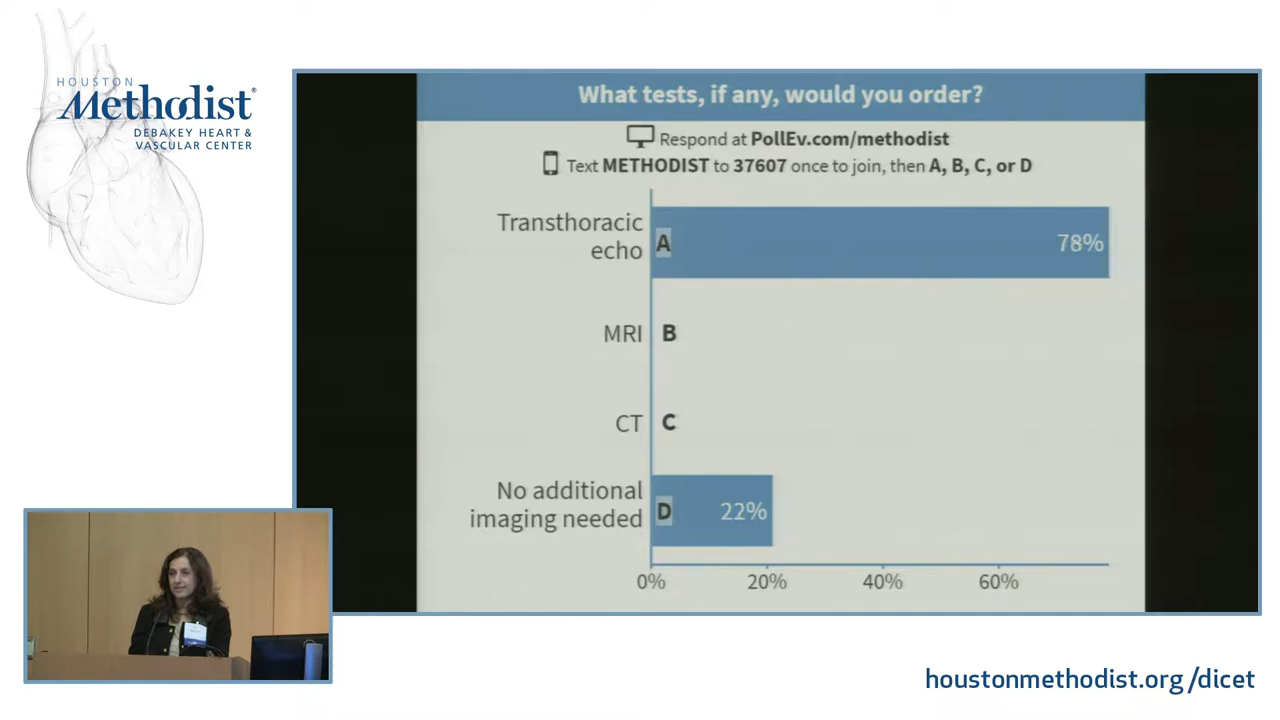 HOUSTON
Methodist®
DEBAKEY HEART &
VASCULAR CENTER
What tests, if any, would you order?
Respond at PollEv.com/methodist
Text METHODIST to 37607 once to join, then A, B, C, or D
Transthoracic
echo
A
78%
MRI
B
CT
C
No additional
imaging needed
D
22%
0%
20%
40%
60%
houstonmethodist.org/dicet